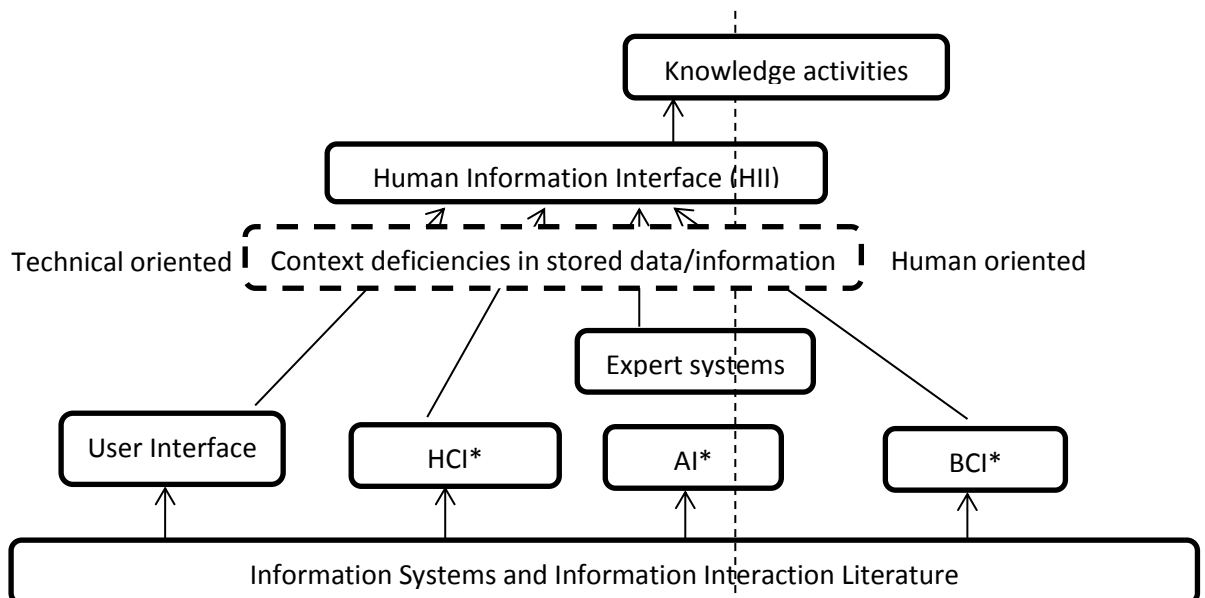 Knowledge activities
Human Information Interface (HII)
Technical oriented
Context deficiencies in stored data/information
Human oriented
Expert systems
User Interface
HCI*
AI*
BCI*
Information Systems and Information Interaction Literature